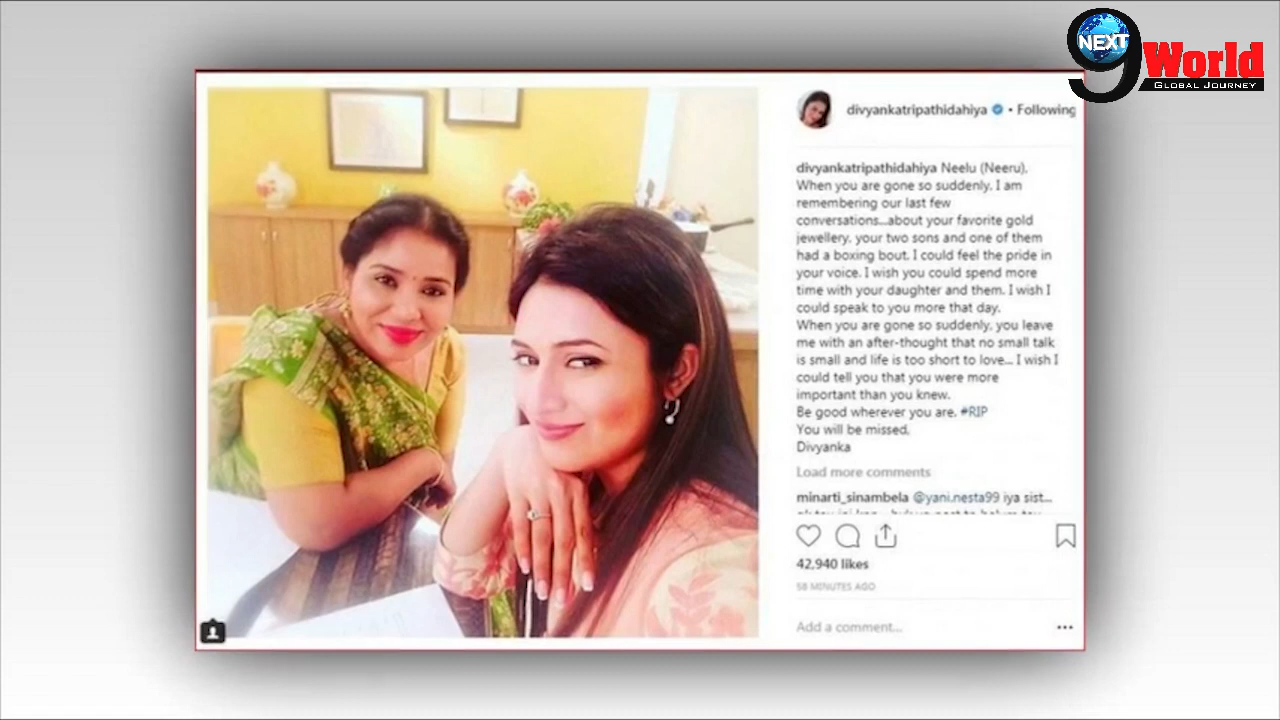 NEXT
9 World
GLOBAL JOURNEY
divyankatripathidahiya • Following
divyankatripathidahiya Neelu (Neeru),
When you are gone so suddenly, I am
remembering our last few
conversations...about your favorite gold
jewellery, your two sons and one of them
had a boxing bout. I could feel the pride in
your voice. I wish you could spend more
time with your daughter and them. I wish I
could speak to you more that day.
When you are gone so suddenly, you leave
me with an after-thought that no small talk
is small and life is too short to love... I wish I
could tell you that you were more
important than you knew.
Be good wherever you are. #RIP
You will be missed,
Divyanka
Load more comments
minarti_sinambela @yani.nesta99 iya sist...
42,940 likes
58 MINUTES AGO
Add a comment...